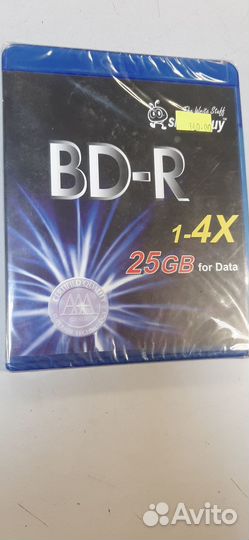 The Write Stuff
BD-R
1-4X
25GB for Data
Avito